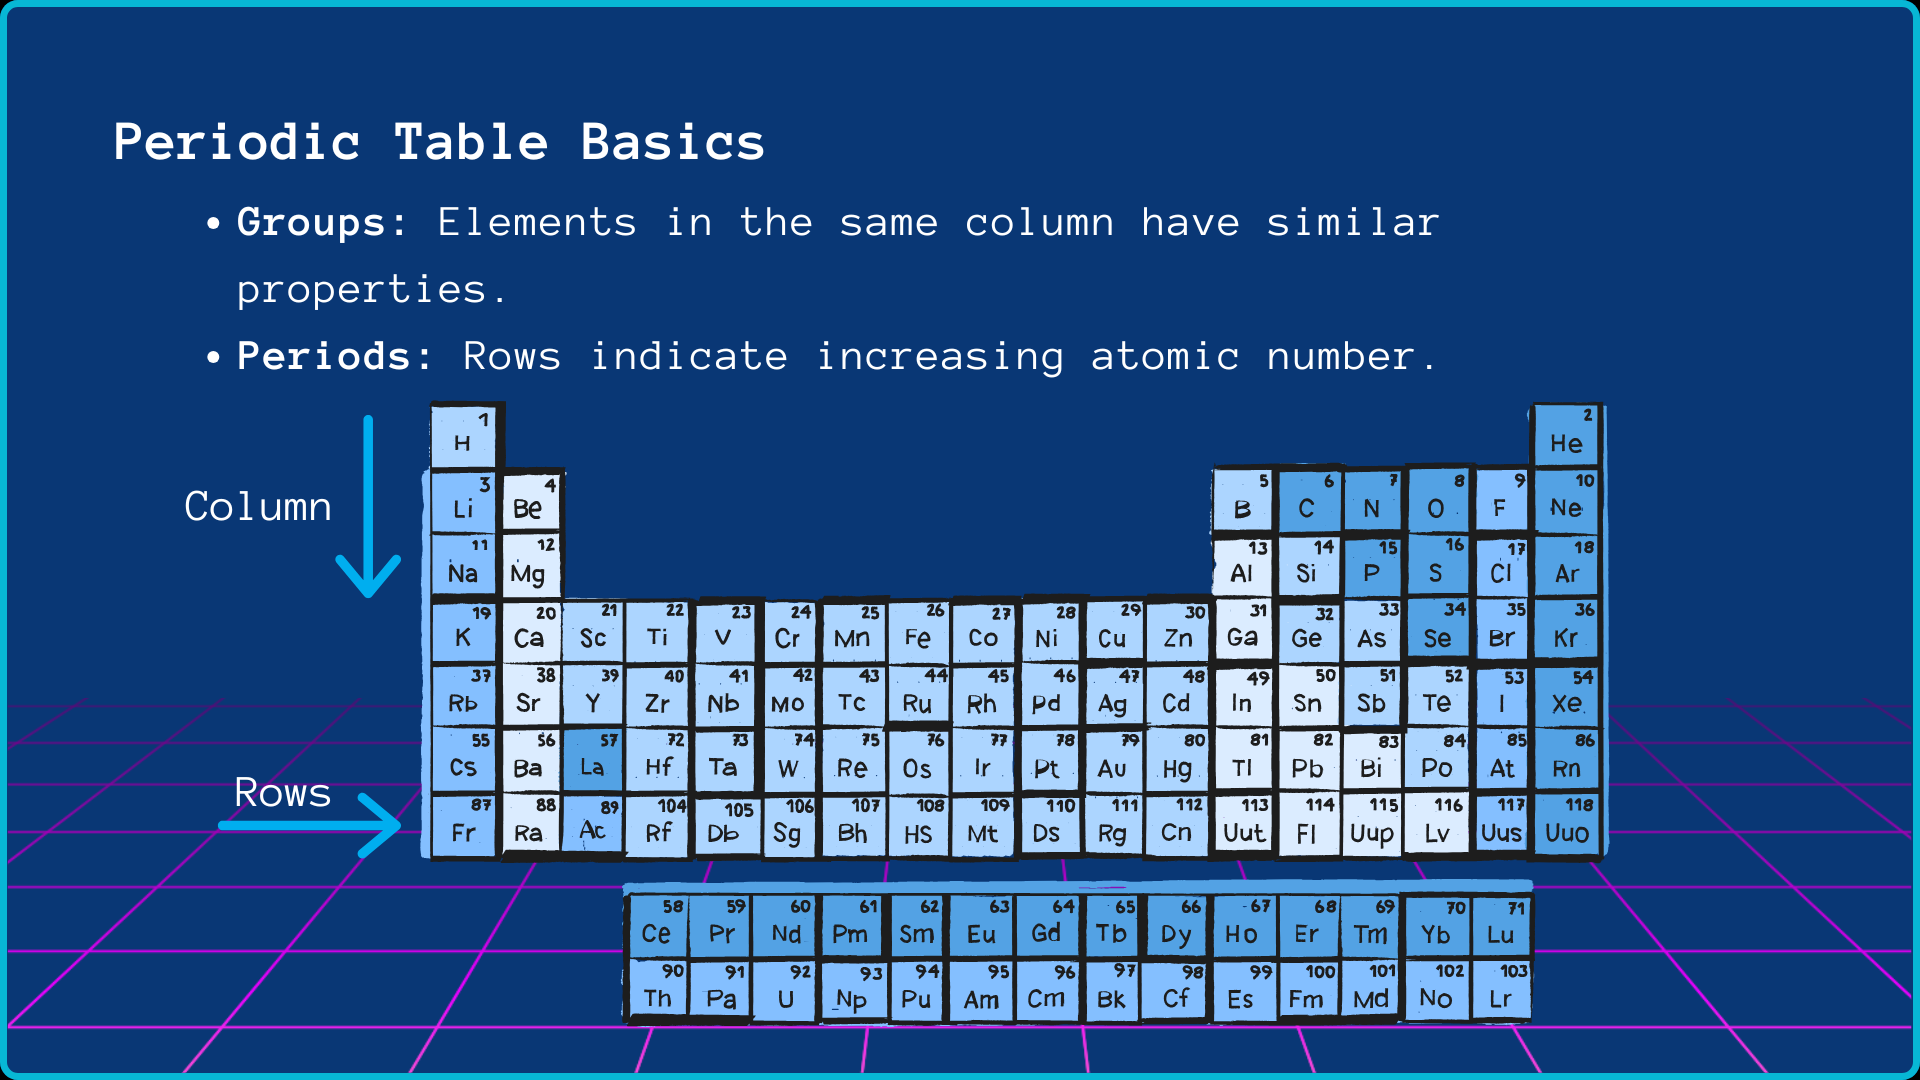 Periodic Table Basics
• Groups: Elements in the same column have similar
properties.
• Periods: Rows indicate increasing atomic number.
Column
Rows
1 2
H He
3 4 5 6 7 8 9 10
Li Be B C N O F Ne
11 12 13 14 15 16 17 18
Na Mg Al Si P S Cl Ar
19 20 21 22 23 24 25 26 27 28 29 30 31 32 33 34 35 36
K Ca Sc Ti V Cr Mn Fe Co Ni Cu Zn Ga Ge As Se Br Kr
37 38 39 40 41 42 43 44 45 46 47 48 49 50 51 52 53 54
Rb Sr Y Zr Nb Mo Tc Ru Rh Pd Ag Cd In Sn Sb Te I Xe
55 56 57 72 73 74 75 76 77 78 79 80 81 82 83 84 85 86
Cs Ba La Hf Ta W Re Os Ir Pt Au Hg Tl Pb Bi Po At Rn
87 88 89 104 105 106 107 108 109 110 111 112 113 114 115 116 117 118
Fr Ra Ac Rf Db Sg Bh HS Mt Ds Rg Cn Uut Fl Uup Lv Uus Uuo
58 59 60 61 62 63 64 65 66 67 68 69 70 71
Ce Pr Nd Pm Sm Eu Gd Tb Dy Ho Er Tm Yb Lu
90 91 92 93 94 95 96 97 98 99 100 101 102 103
Th Pa U Np Pu Am Cm Bk Cf Es Fm Md No Lr